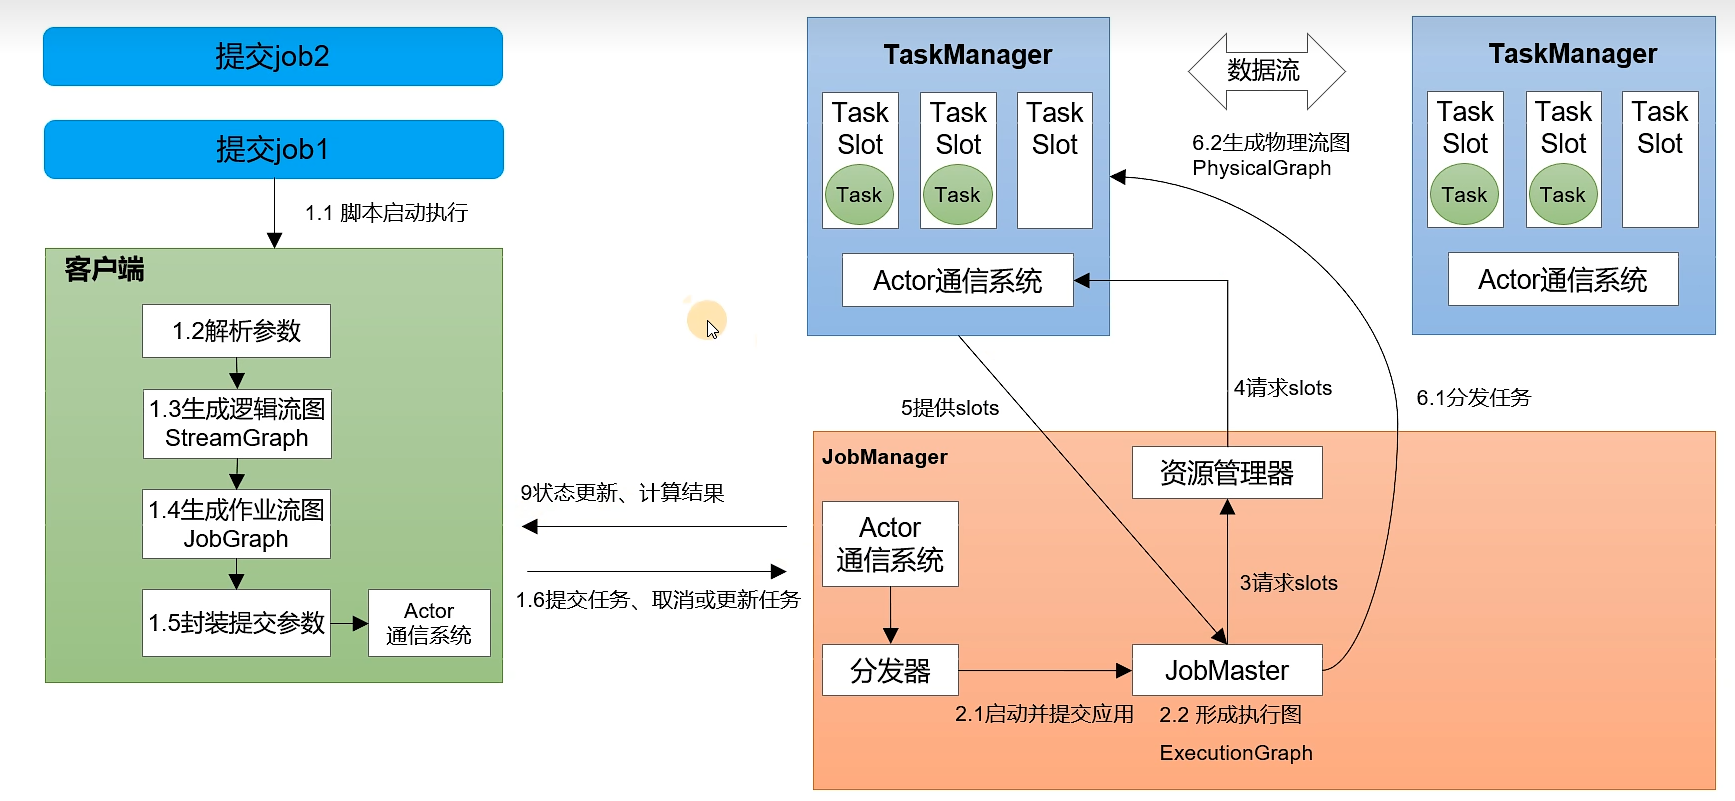 提交job2
提交job1
1.1 脚本启动执行
客户端
1.2解析参数
1.3生成逻辑流图
StreamGraph
1.4生成作业流图
JobGraph
1.5封装提交参数
Actor
通信系统
9状态更新、计算结果
1.6提交任务、取消或更新任务
TaskManager
Task
Slot
Task
Task
Slot
Task
Task
Slot
Actor通信系统
数据流
6.2生成物理流图
PhysicalGraph
TaskManager
Task
Slot
Task
Task
Slot
Task
Task
Slot
Actor通信系统
5提供slots
4请求slots
6.1分发任务
JobManager
资源管理器
Actor
通信系统
3请求slots
分发器
JobMaster
2.1启动并提交应用
2.2 形成执行图
ExecutionGraph